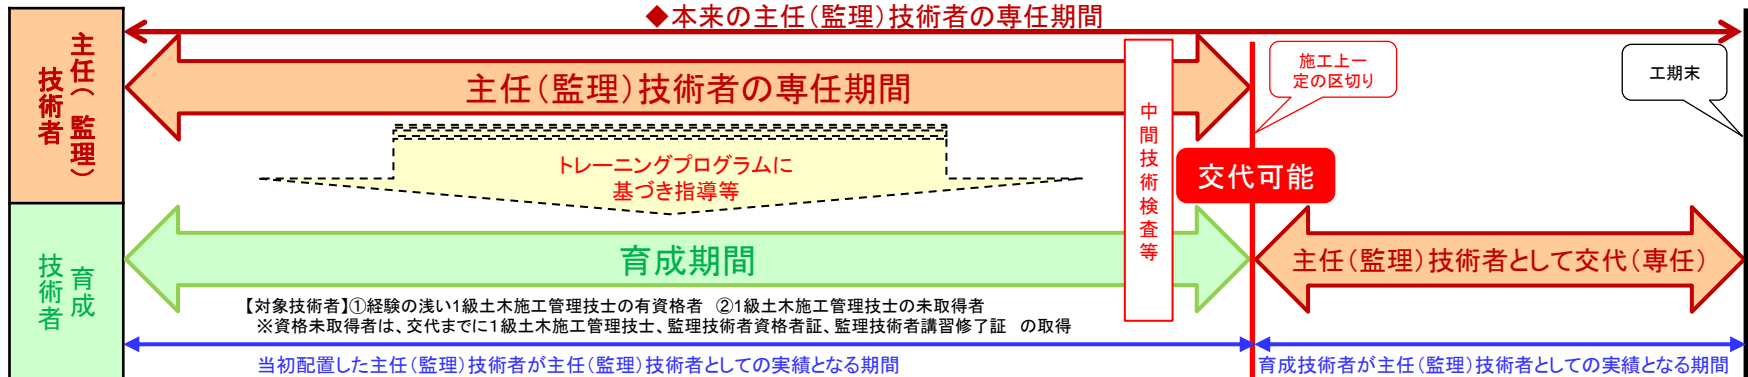 ◆本来の主任(監理)技術者の専任期間
主任(監理)
技術者
主任(監理)技術者の専任期間
中間技術検査等
施工上一
定の区切り
工期末
トレーニングプログラムに
基づき指導等
交代可能
育成
技術者
育成期間
主任(監理)技術者として交代(専任)
【対象技術者】①経験の浅い1級土木施工管理技士の有資格者 ②1級土木施工管理技士の未取得者
※資格未取得者は、交代までに1級土木施工管理技士、監理技術者資格者証、監理技術者講習修了証 の取得
当初配置した主任(監理)技術者が主任(監理)技術者としての実績となる期間
育成技術者が主任(監理)技術者としての実績となる期間